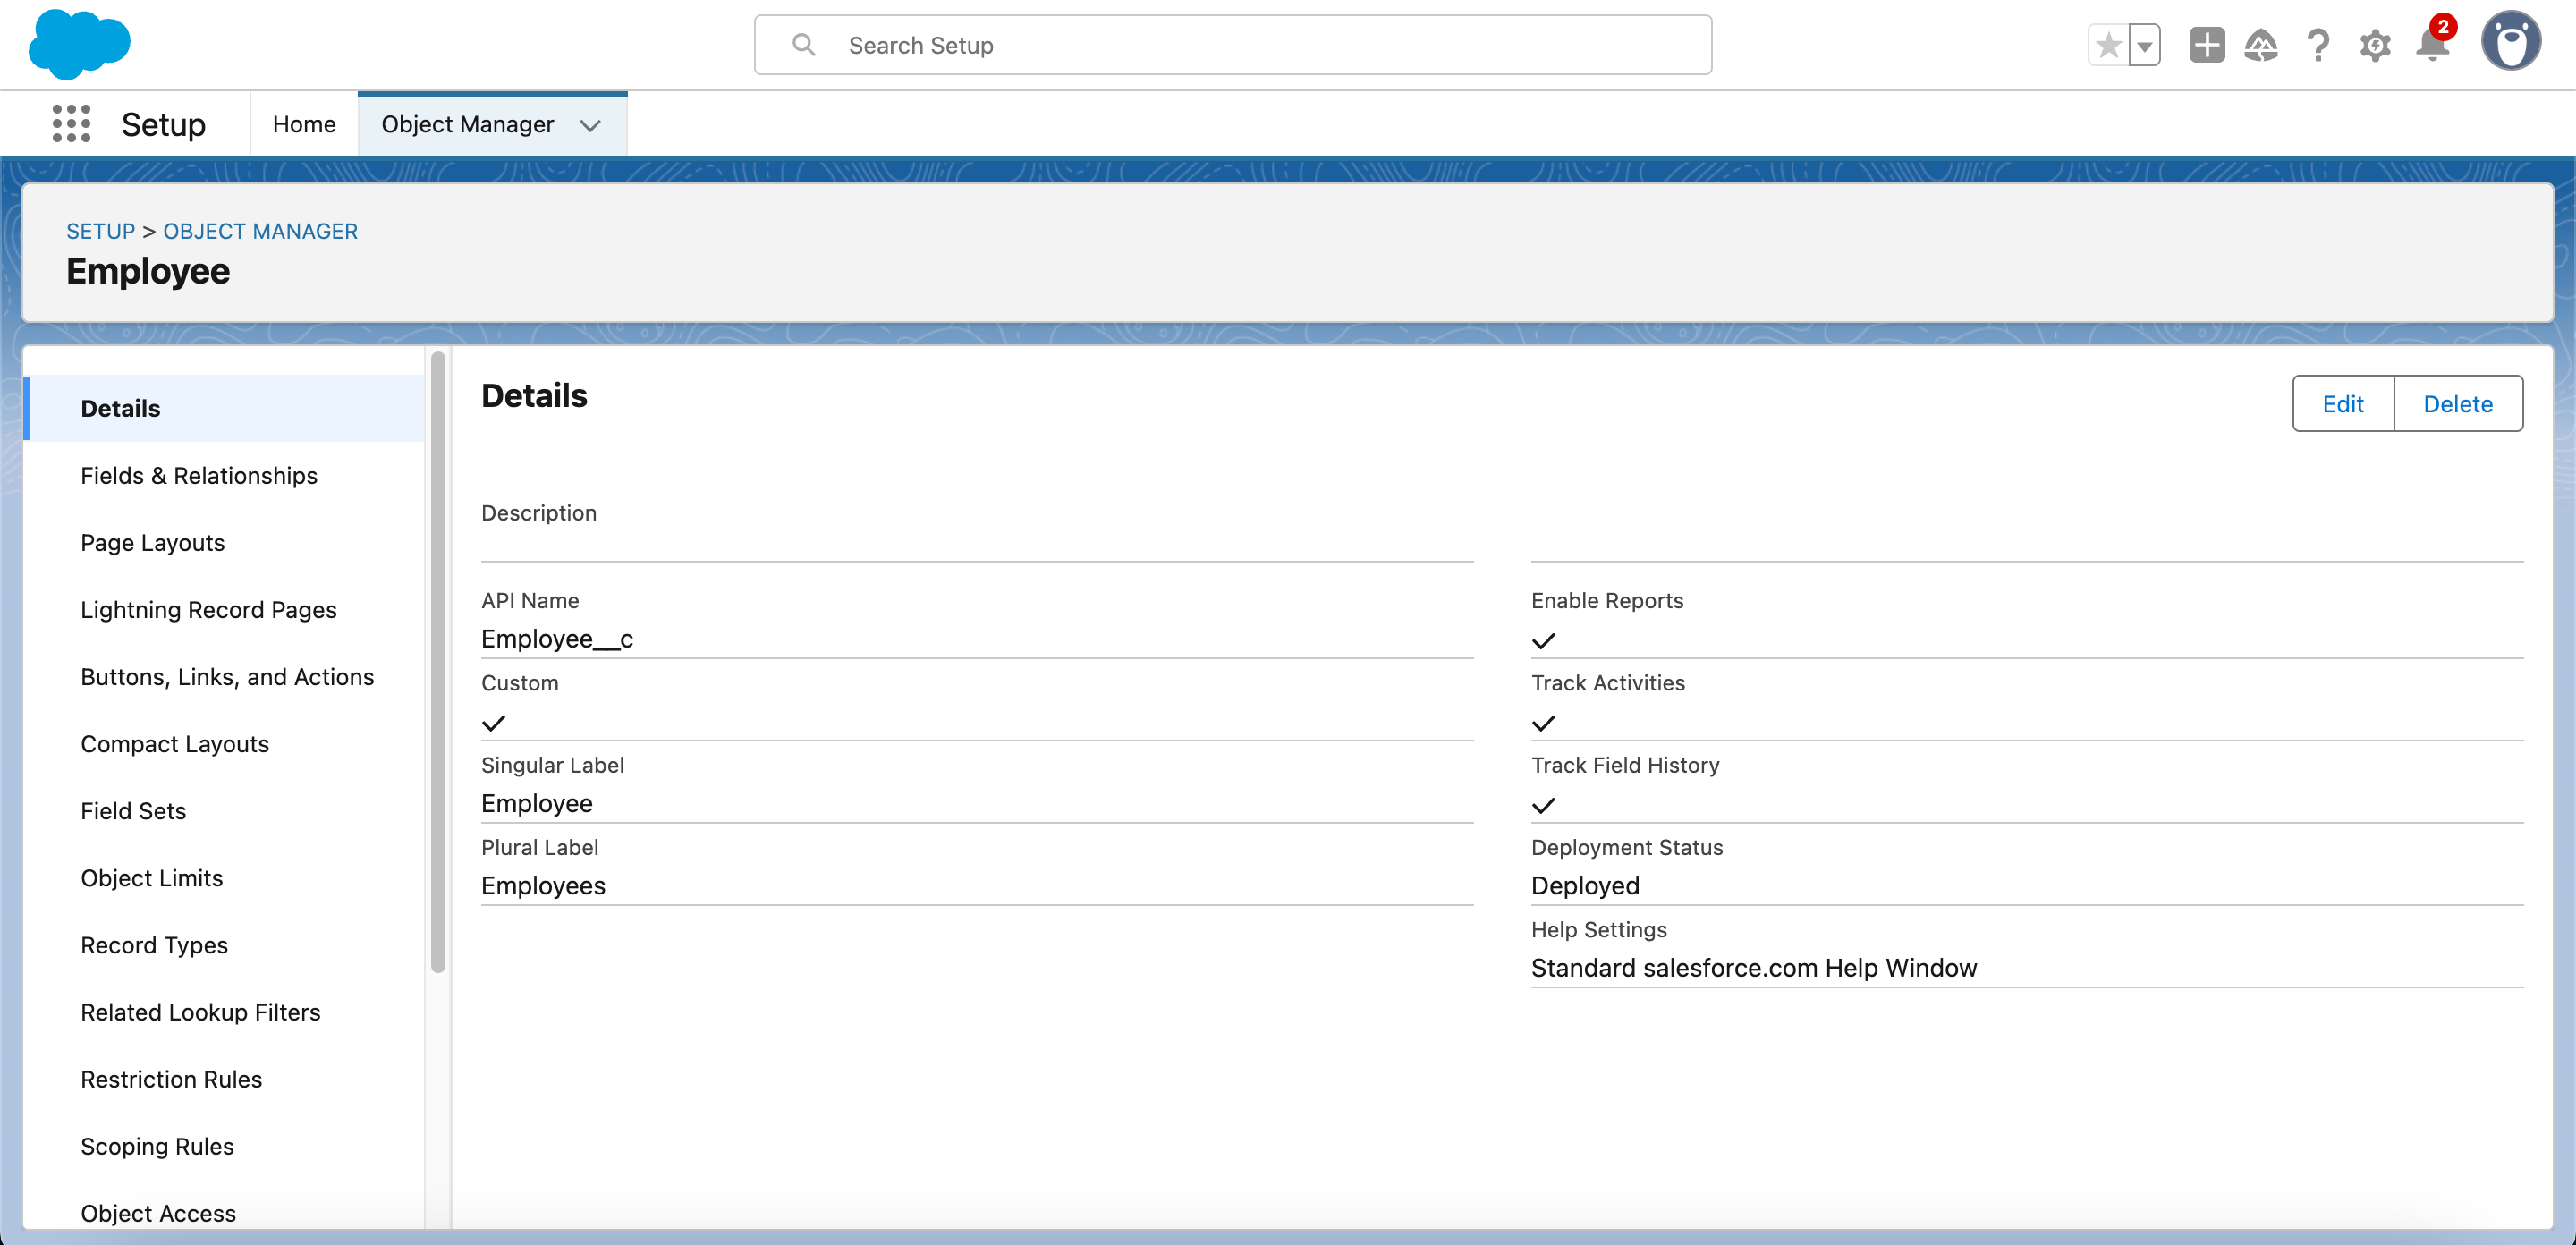 Search Setup
2
Setup
Home
Object Manager
SETUP > OBJECT MANAGER
Employee
Details
Fields & Relationships
Page Layouts
Lightning Record Pages
Buttons, Links, and Actions
Compact Layouts
Field Sets
Object Limits
Record Types
Related Lookup Filters
Restriction Rules
Scoping Rules
Object Access
Details
Edit
Delete
Description
API Name
Employee__c
Custom
Singular Label
Employee
Plural Label
Employees
Enable Reports
Track Activities
Track Field History
Deployment Status
Deployed
Help Settings
Standard salesforce.com Help Window